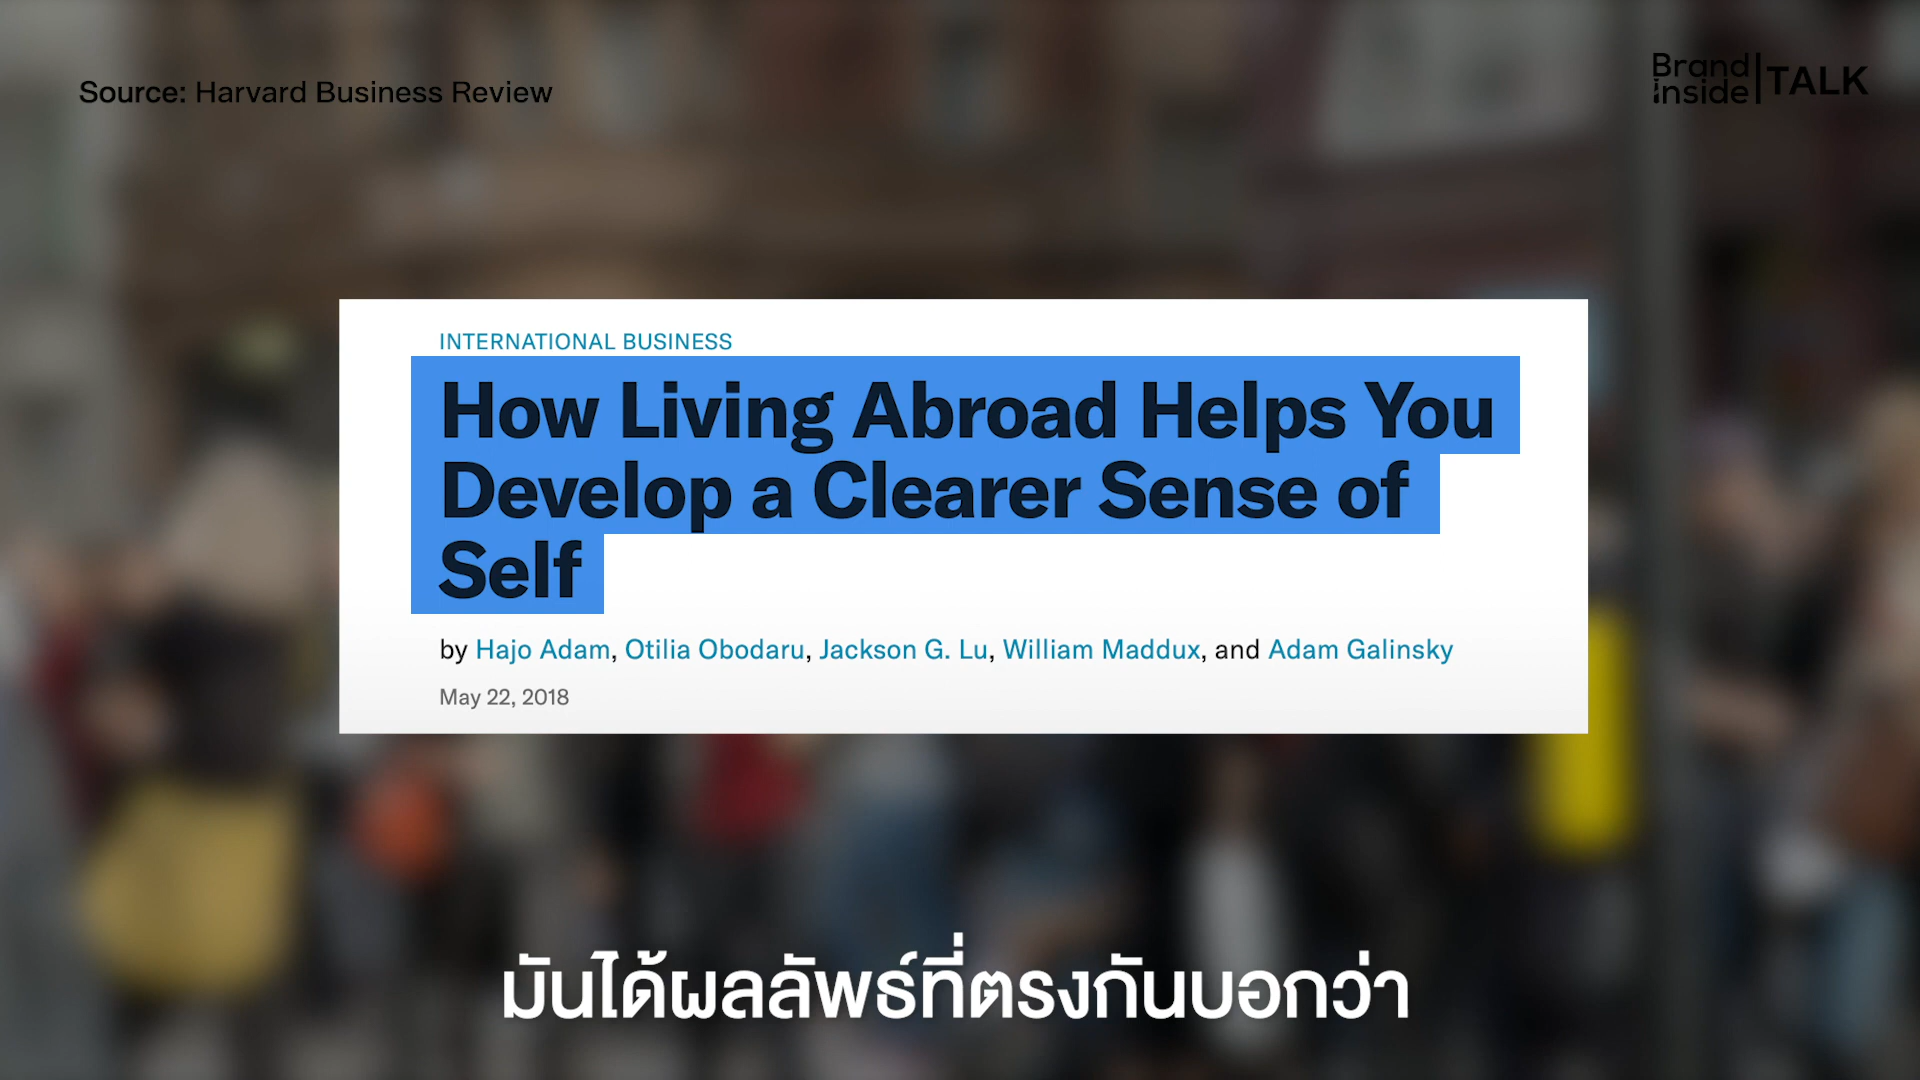 Source: Harvard Business Review
Brand Inside | TALK
INTERNATIONAL BUSINESS
How Living Abroad Helps You
Develop a Clearer Sense of
Self
by Hajo Adam, Otilia Obodaru, Jackson G. Lu, William Maddux, and Adam Galinsky
May 22, 2018
มันได้ผลลัพธ์ที่ตรงกันบอกว่า